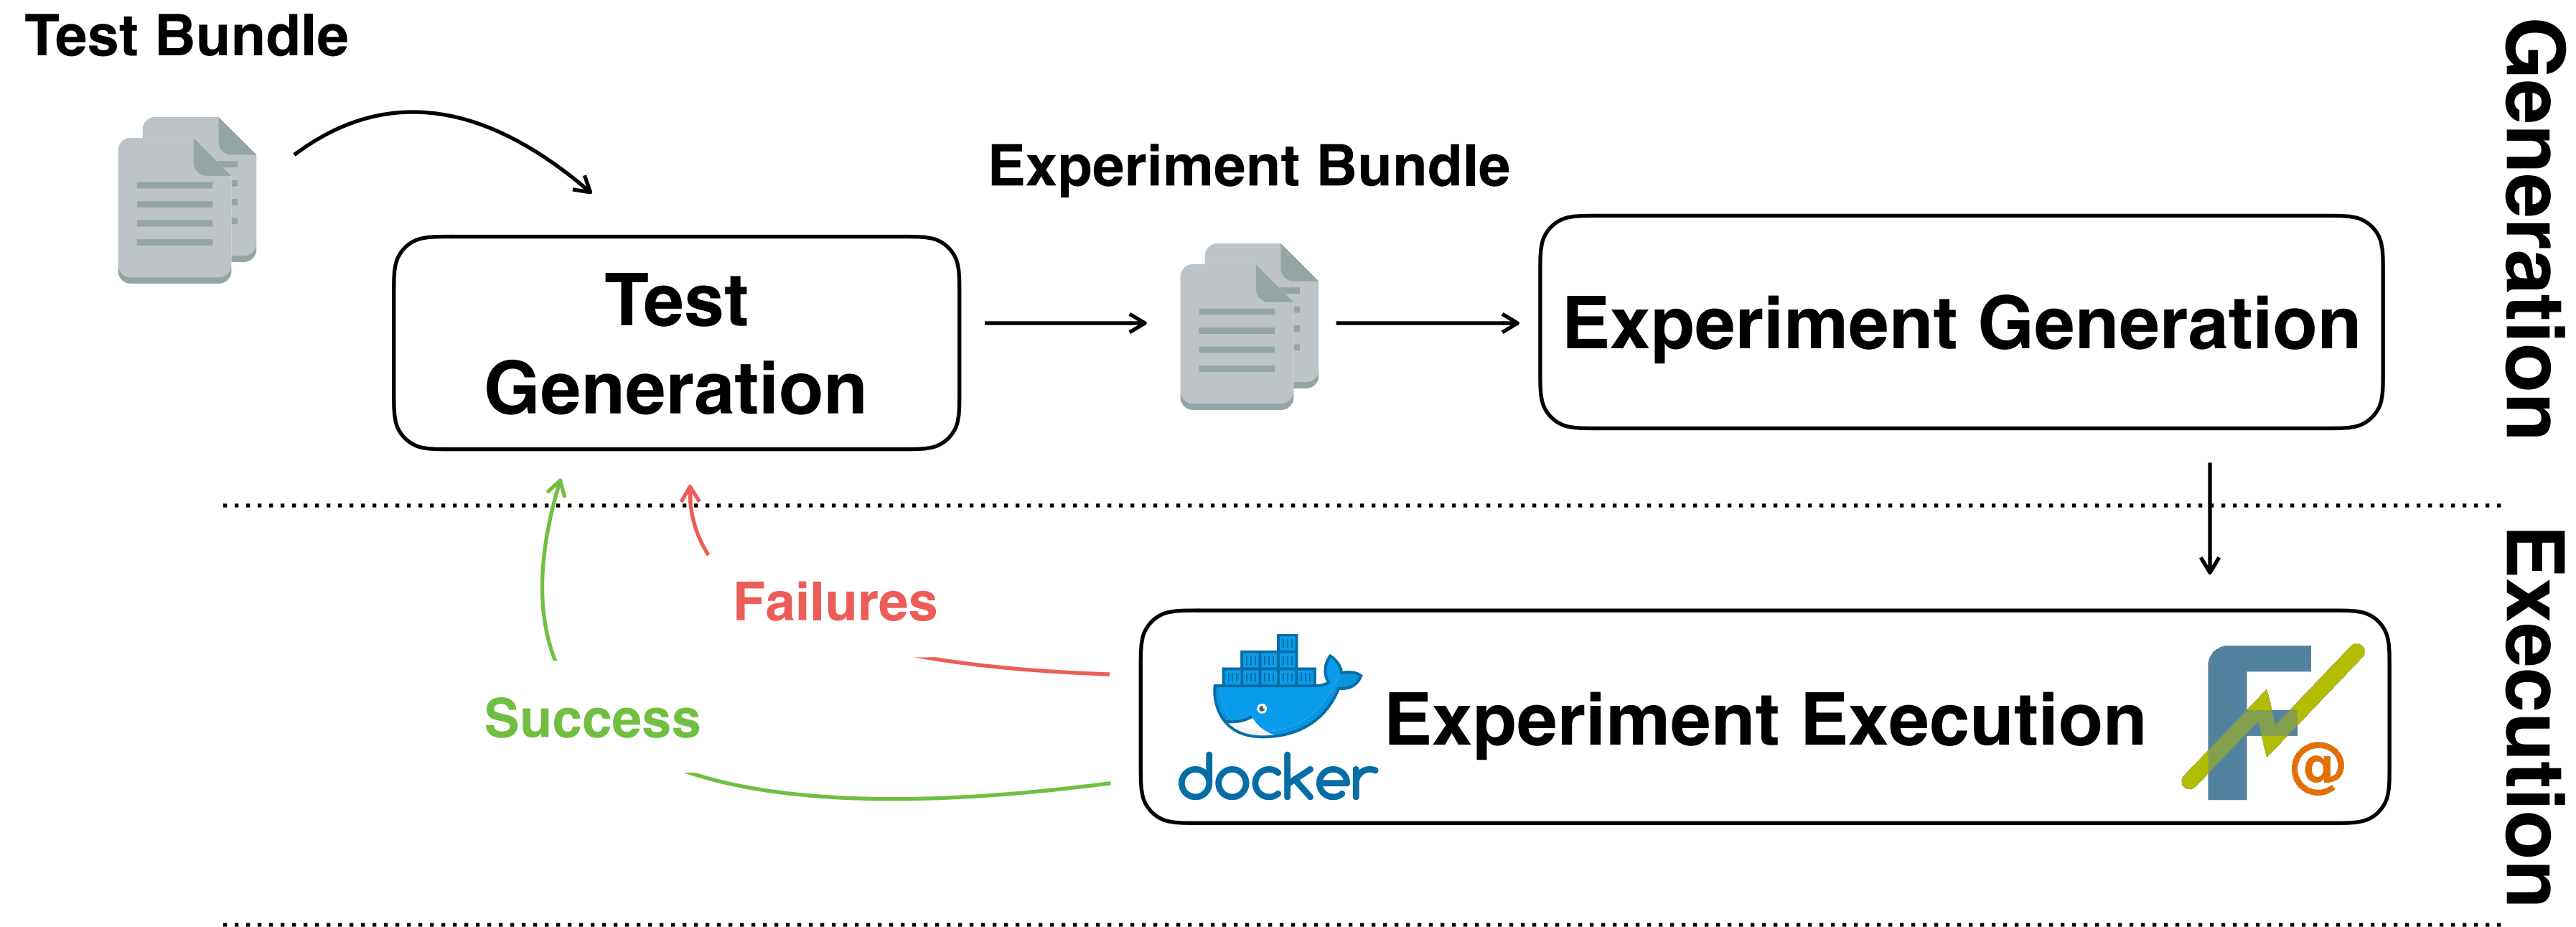 Test Bundle
Experiment Bundle
Test
Generation
Experiment Generation
Generation
Failures
Success
docker
Experiment Execution
F
@
Execution